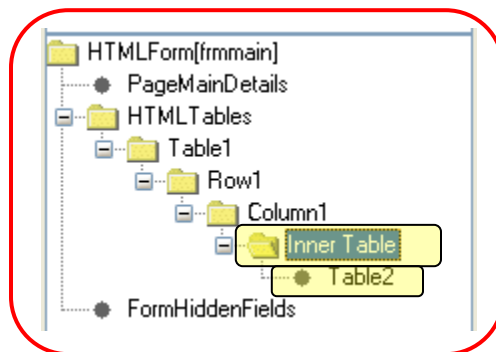 HTMLForm[frmmain]
PageMainDetails
HTMLTables
Table1
Row1
Column1
Inner Table
Table2
FormHiddenFields